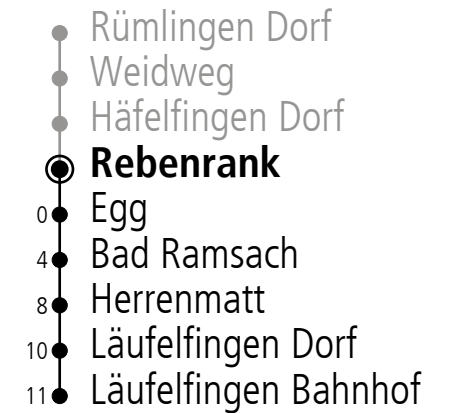 Rümlingen Dorf
Weidweg
Häfelfingen Dorf
Rebenrank
0 Egg
4 Bad Ramsach
8 Herrenmatt
10 Läufelfingen Dorf
11 Läufelfingen Bahnhof